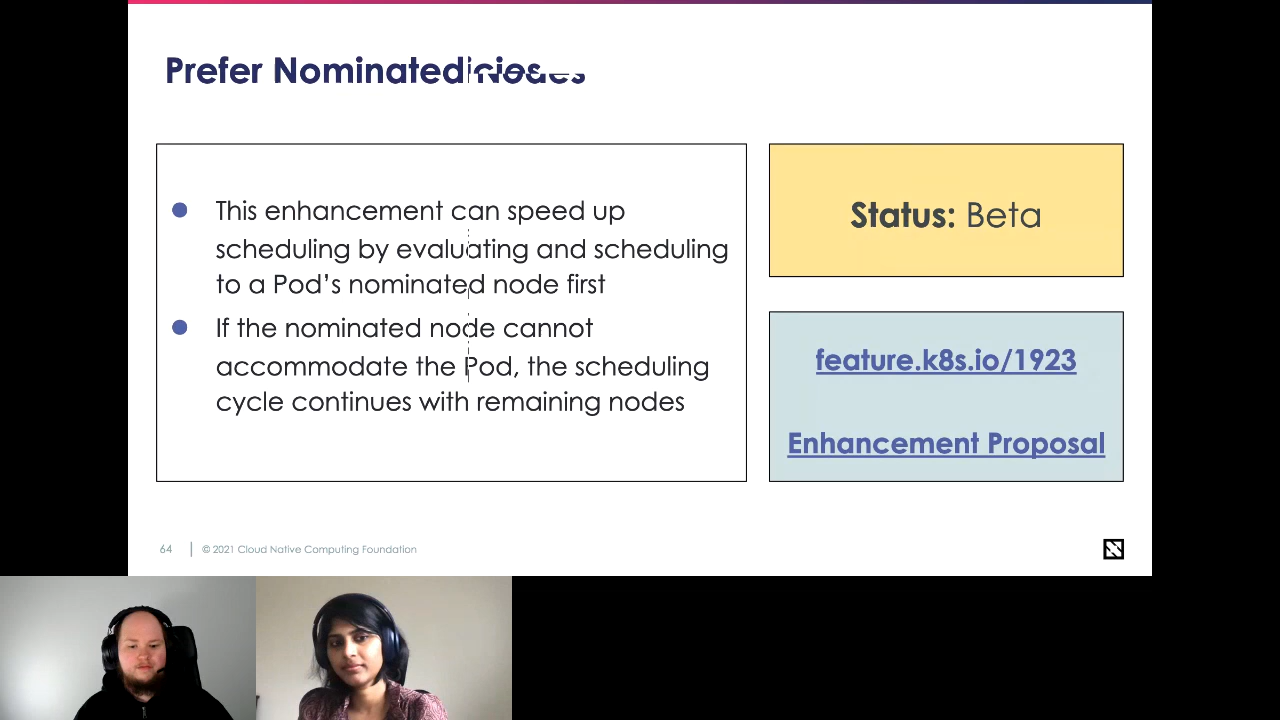 Prefer Nominated
This enhancement can speed up
scheduling by evaluating and scheduling
to a Pod’s nominated node first
If the nominated node cannot
accommodate the Pod, the scheduling
cycle continues with remaining nodes
Status: Beta
feature.k8s.io/1923
Enhancement Proposal
64
© 2021 Cloud Native Computing Foundation